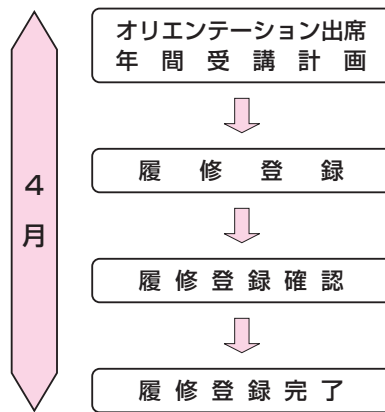 4月
オリエンテーション出席
年間受講計画
履修登録
履修登録確認
履修登録完了